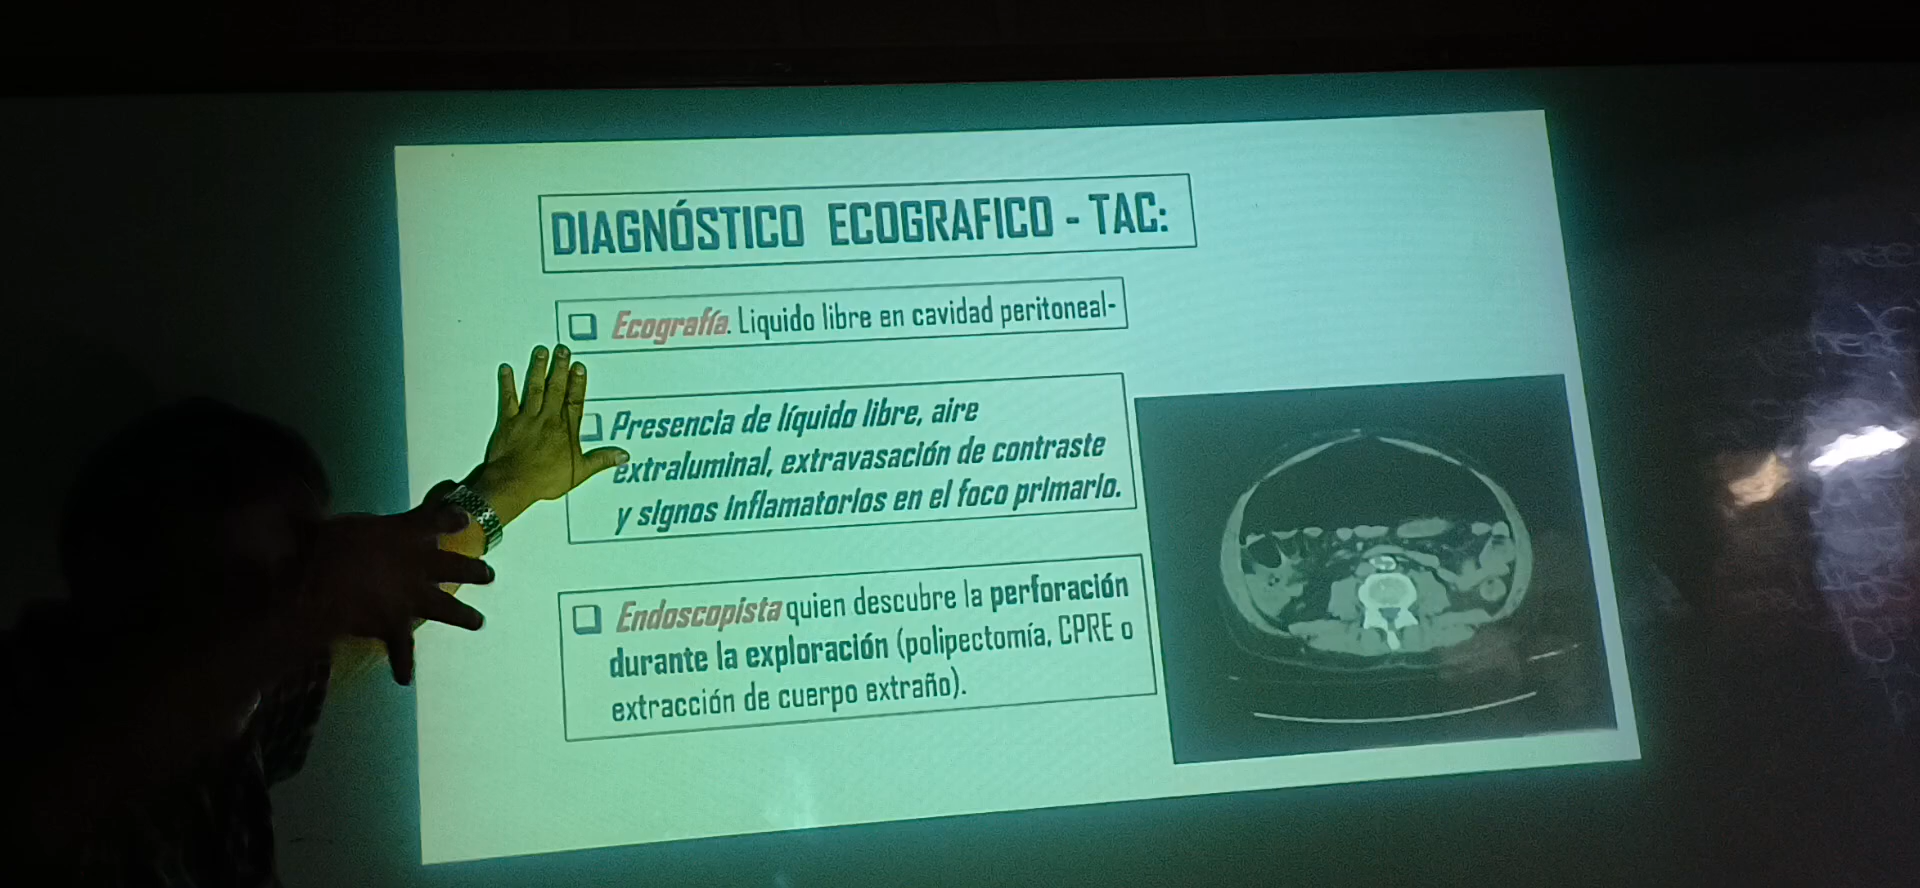 DIAGNÓSTICO ECOGRAFICO - TAC:
Ecografía. Liquido libre en cavidad peritoneal-
Presencia de líquido libre, aire
extraluminal, extravasación de contraste
y signos inflamatorios en el foco primario.
Endoscopista quien descubre la perforación
durante la exploración (polipectomía, CPRE o
extracción de cuerpo extraño).